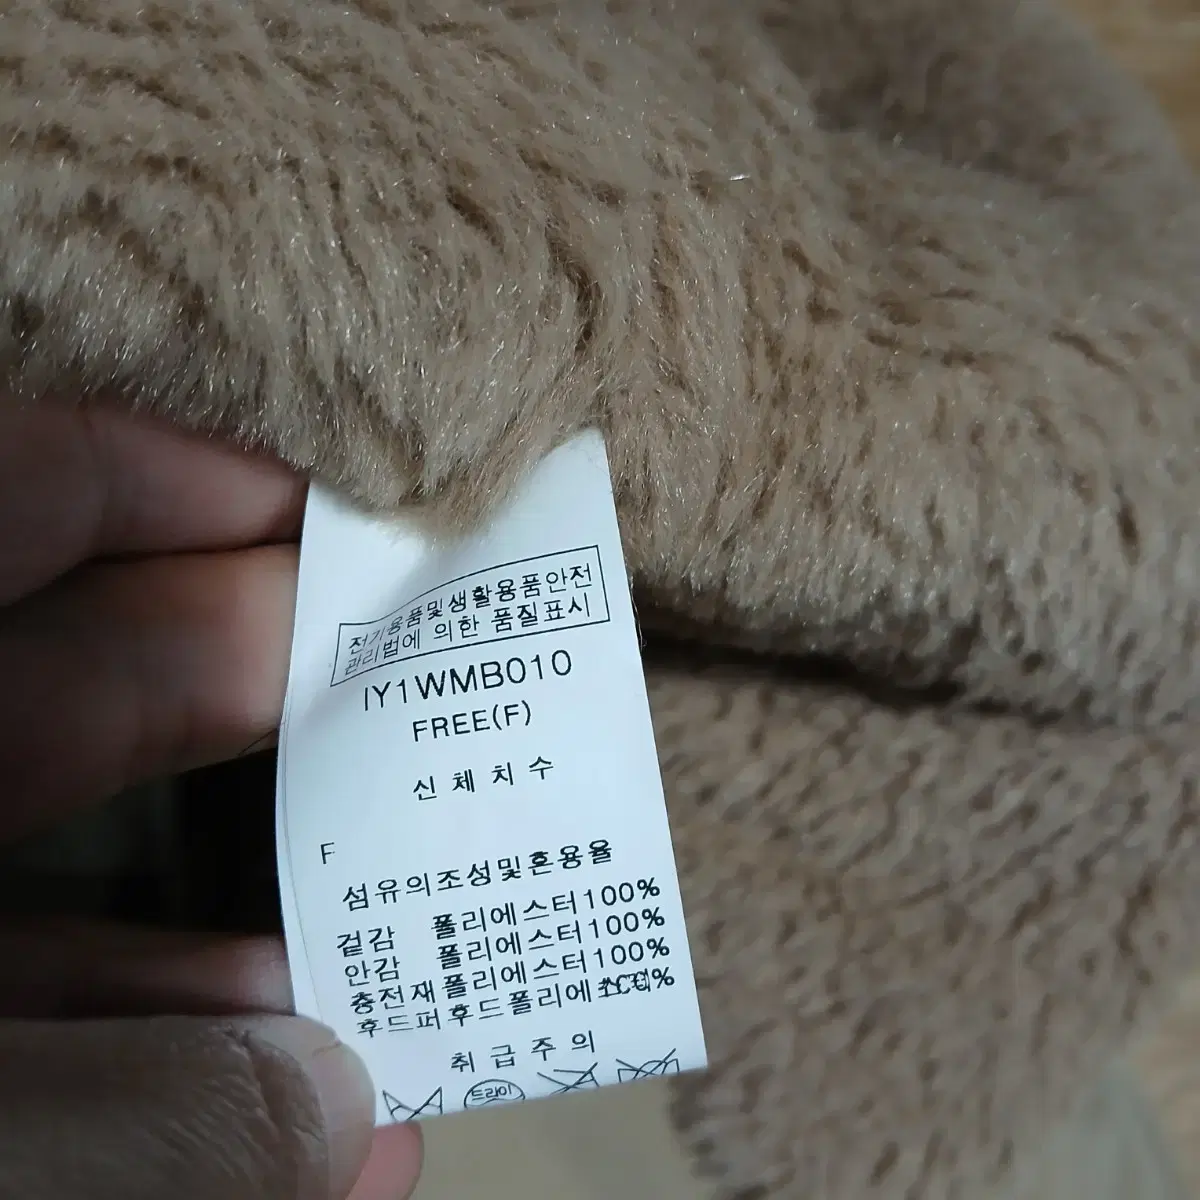 전기용품및생활용품안전
관리법에 의한 품질표시
IY1WMB010
FREE(F)
신체치수
F
섬유의조성및혼용율
겉감 폴리에스터100%
안감 폴리에스터100%
충전재폴리에스터100%
후드퍼후드폴리에
취급주의
드라이